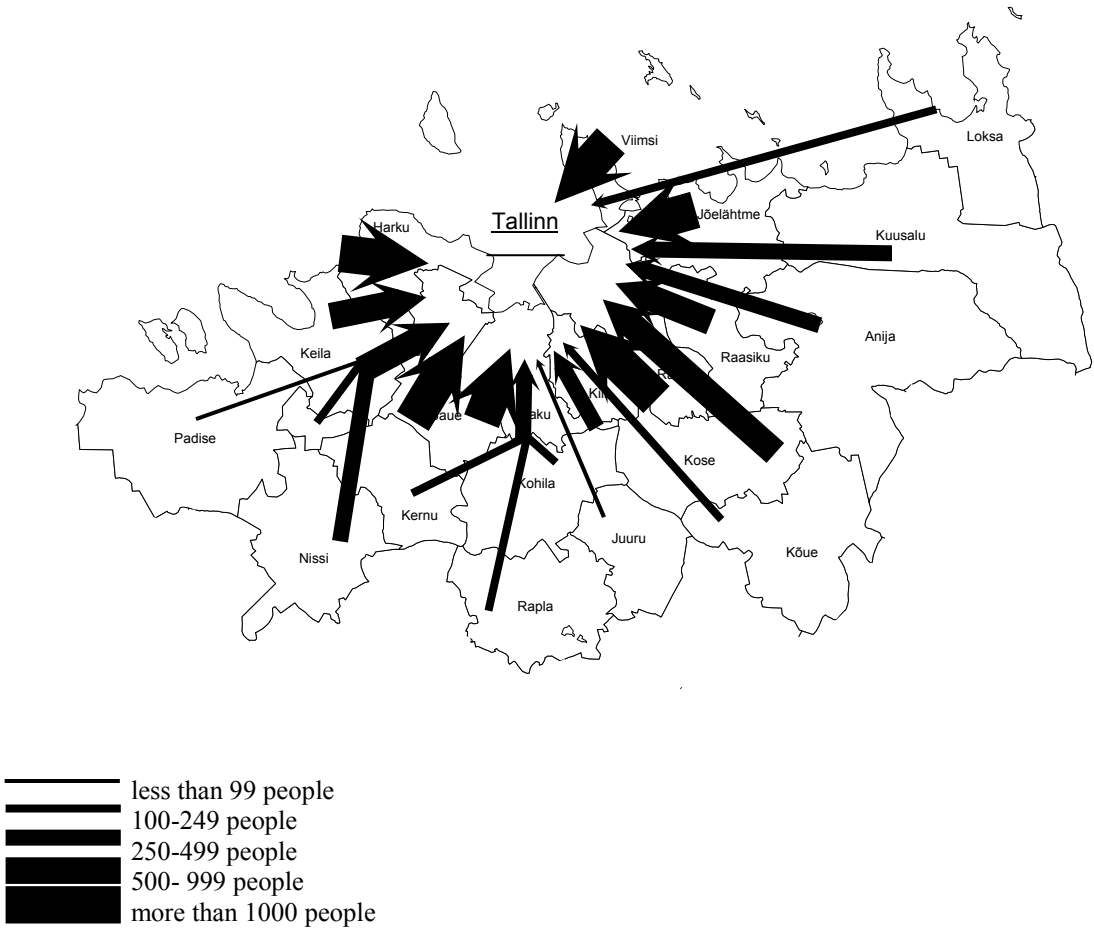 Viimsi
Loksa
Tallinn
Jõelähtme
Harku
Kuusalu
Anija
Keila
Raasiku
Padise
Kose
Kohila
Kernu
Juuru
Nissi
Kõue
Rapla
less than 99 people
100-249 people
250-499 people
500- 999 people
more than 1000 people